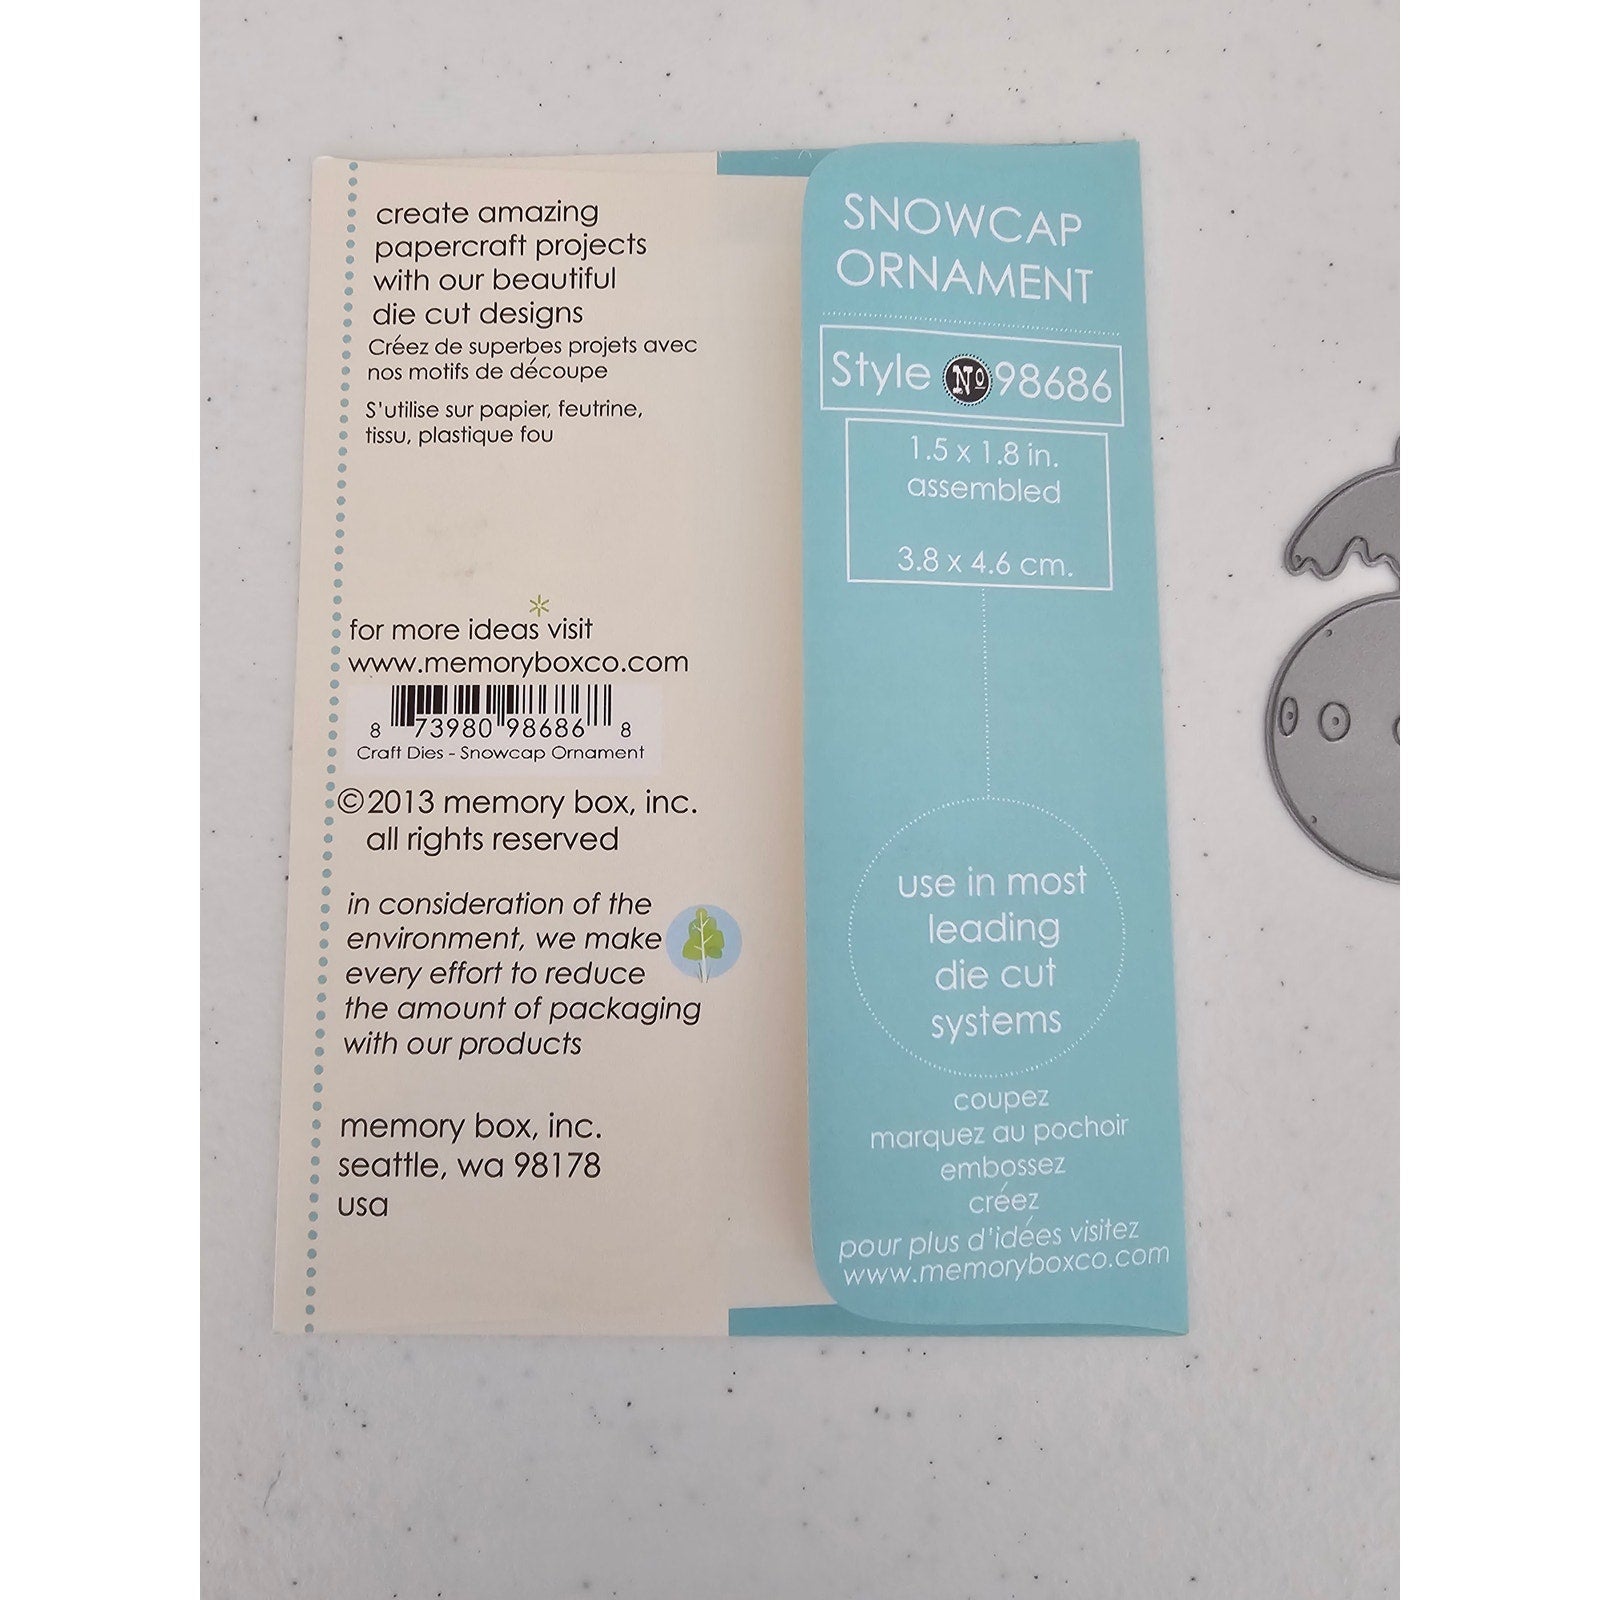 create amazing
papercraft projects
with our beautiful
die cut designs
Créez de superbes projets avec
nos motifs de découpe
S'utilise sur papier, feutrine,
tissu, plastique fou
for more ideas visit
www.memoryboxco.com
8 73980 98686 8
Craft Dies - Snowcap Ornament
©2013 memory box, inc.
all rights reserved
in consideration of the
environment, we make
every effort to reduce
the amount of packaging
with our products
memory box, inc.
seattle, wa 98178
usa
SNOWCAP
ORNAMENT
Style No 98686
1.5 x 1.8 in.
assembled
3.8 x 4.6 cm.
use in most
leading
die cut
systems
coupez
marquez au pochoir
embossez
créez
pour plus d'idées visitez
www.memoryboxco.com